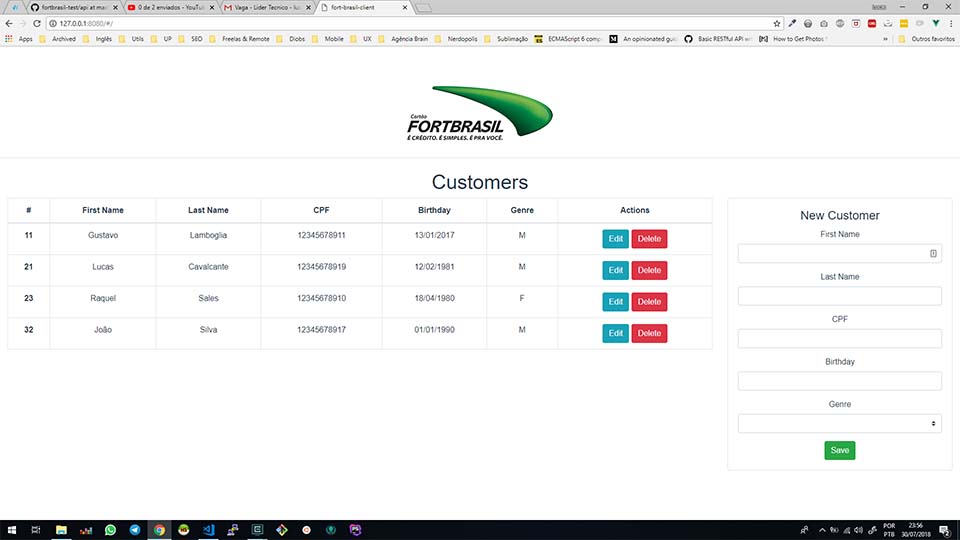 fortbrasil-test/api at mas
0 de 2 enviados - YouTu
Vaga - Lider Tecnico - lu
fort-brasil-client
127.0.0.1:8080/#/
Apps
Archived
Inglês
Utils
UP
SED
Freelas & Remote
Diobs
Mobile
UX
Agência Brain
Nerdopolis
Sublimação
ECMAScript 6 comp
An opinionated guid
Basic RESTful API wi
How to Get Photos f
»
Outros favoritos
Cartão
FORTBRASIL
É CRÉDITO. É SIMPLES. É PRA VOCÊ.
Customers
# First Name Last Name CPF Birthday Genre Actions
11 Gustavo Lamboglia 12345678911 13/01/2017 M Edit Delete
21 Lucas Cavalcante 12345678919 12/02/1981 M Edit Delete
23 Raquel Sales 12345678910 18/04/1980 F Edit Delete
32 João Silva 12345678917 01/01/1990 M Edit Delete
New Customer
First Name
Last Name
CPF
Birthday
Genre
Save
POR
PTB
23:56
30/07/2018